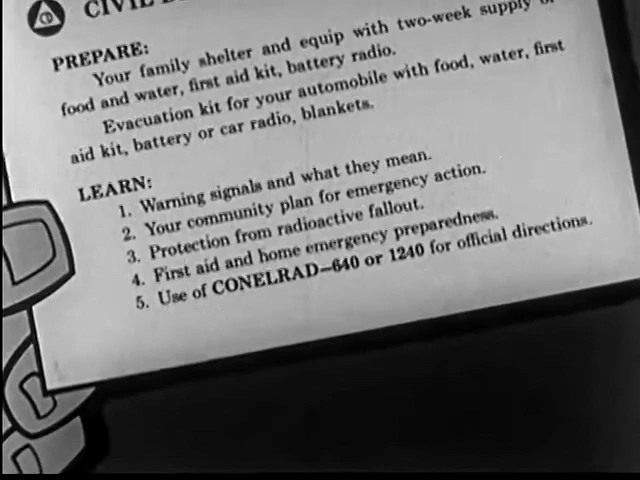 CD CIVIL
PREPARE:
Your family shelter and equip with two-week supply
food and water, first aid kit, battery radio.
Evacuation kit for your automobile with food, water, first
aid kit, battery or car radio, blankets.
LEARN:
1. Warning signals and what they mean.
2. Your community plan for emergency action.
3. Protection from radioactive fallout.
4. First aid and home emergency preparedness.
5. Use of CONELRAD—640 or 1240 for official directions.